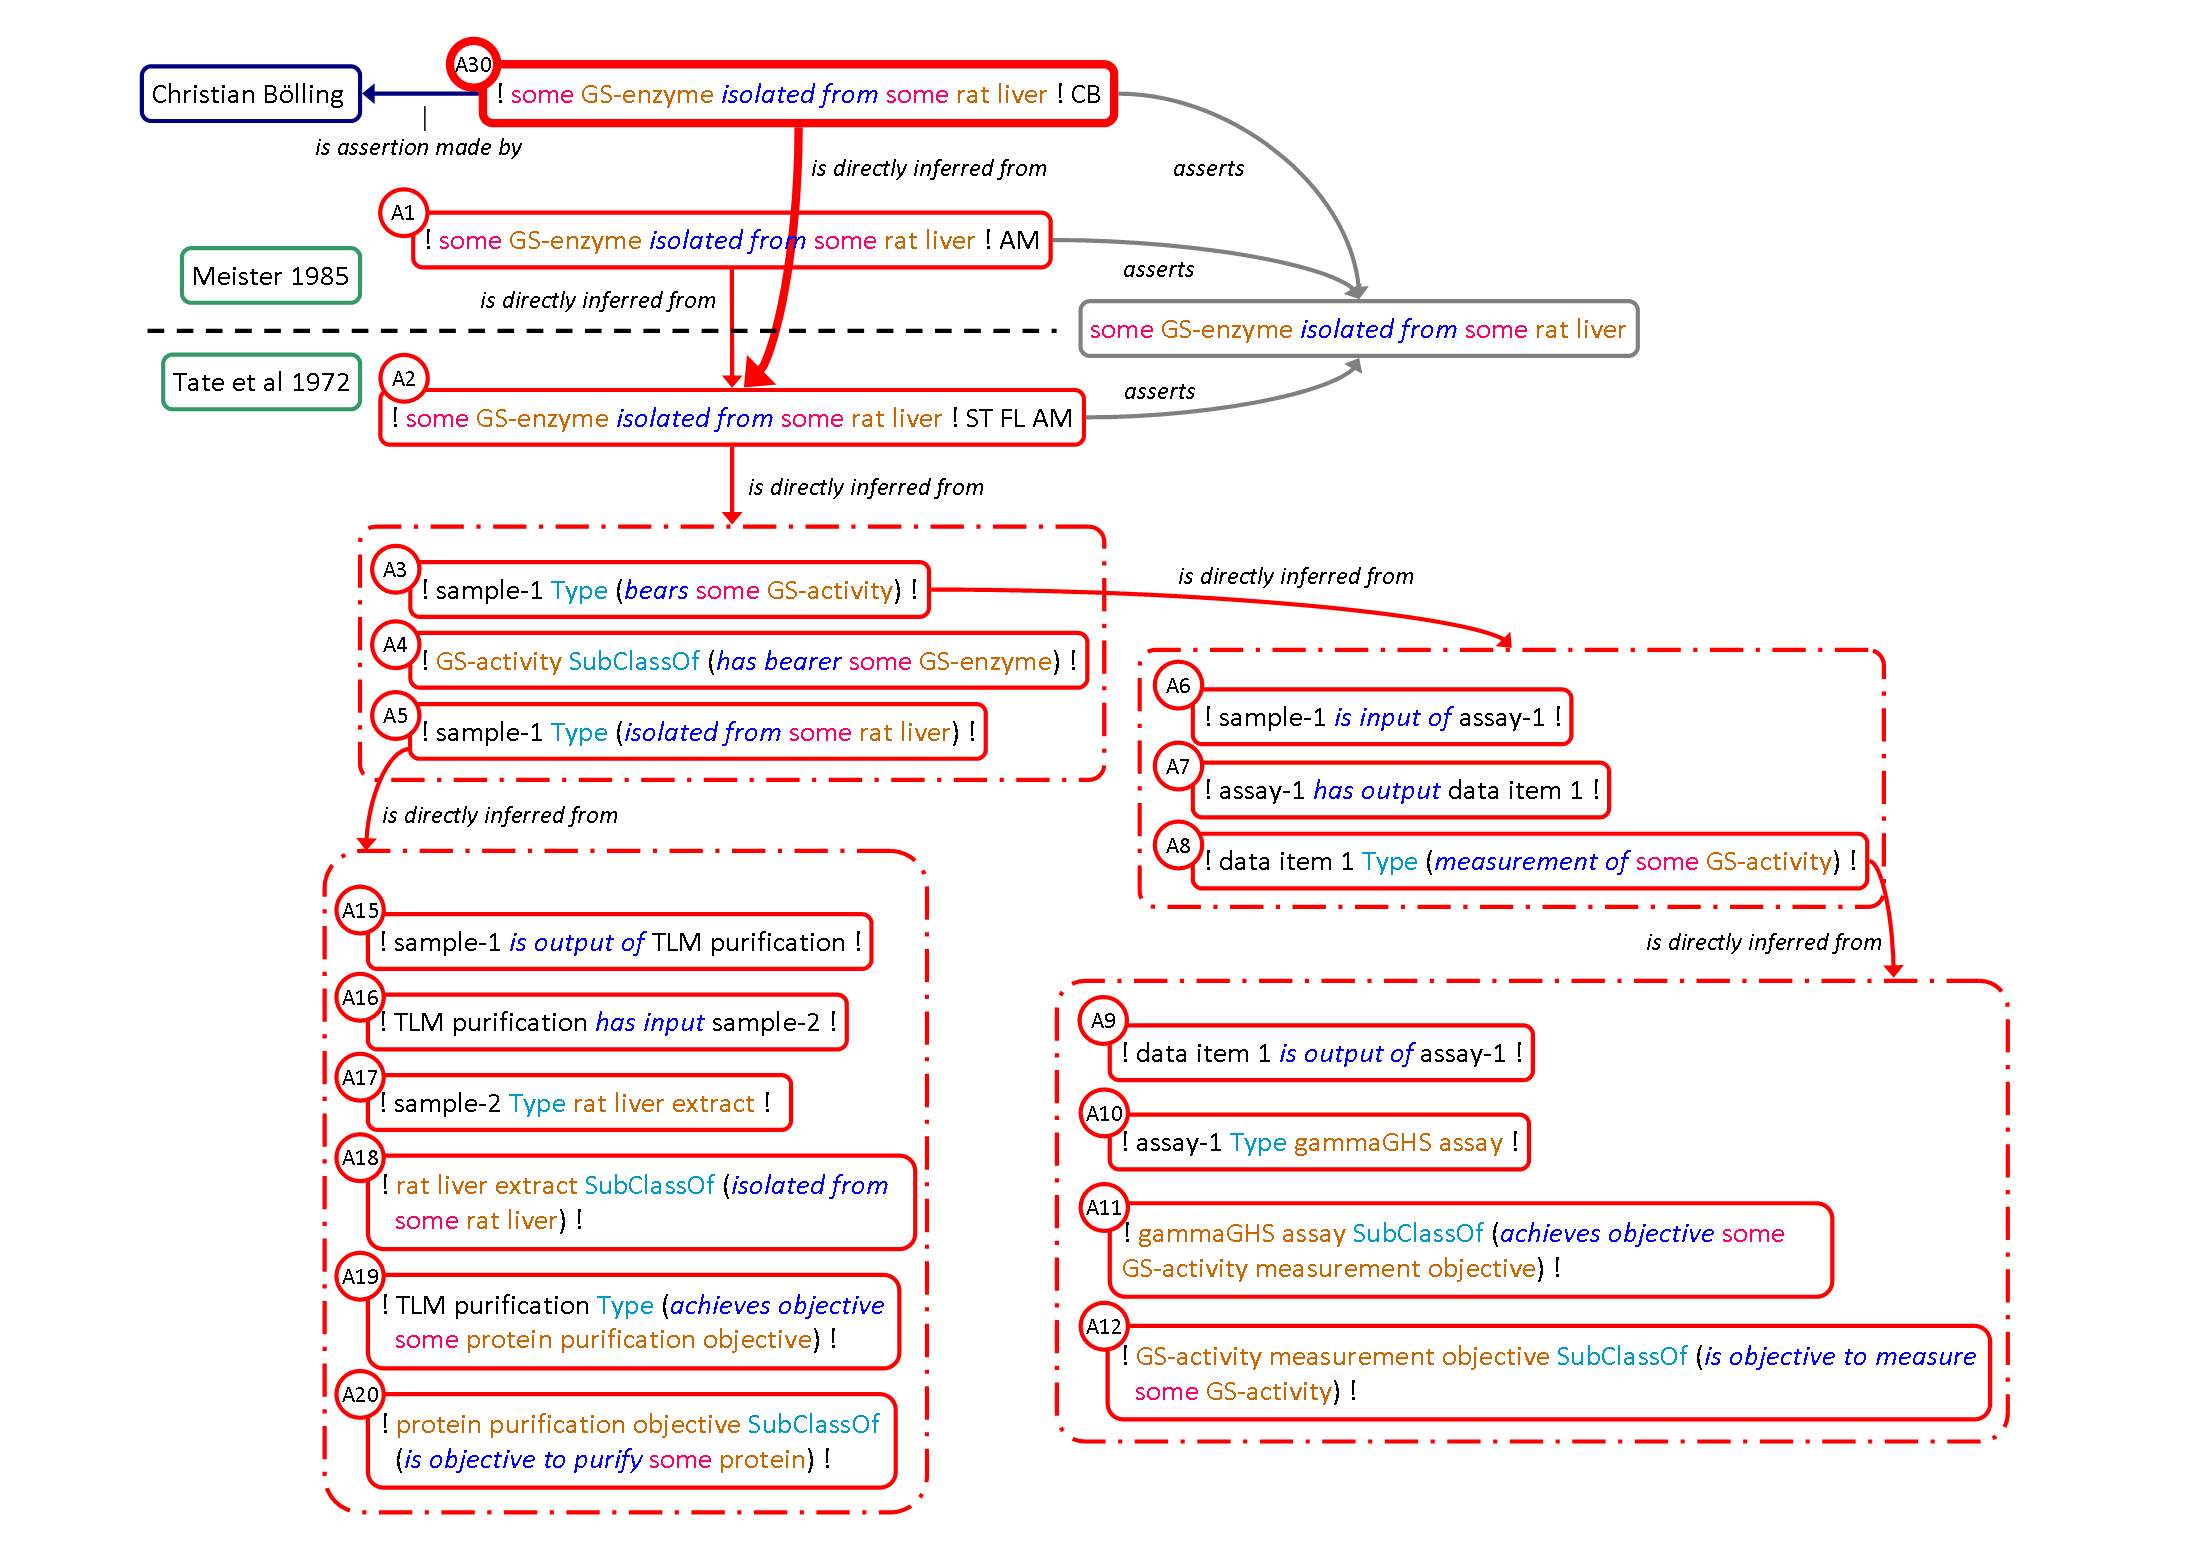 A30
Christian Bölling
! some GS-enzyme isolated from some rat liver ! CB
is assertion made by
is directly inferred from
asserts
A1
! some GS-enzyme isolated from some rat liver ! AM
asserts
Meister 1985
is directly inferred from
some GS-enzyme isolated from some rat liver
Tate et al 1972
A2
asserts
! some GS-enzyme isolated from some rat liver ! ST FL AM
is directly inferred from
A3
! sample-1 Type (bears some GS-activity) !
is directly inferred from
A4
! GS-activity SubClassOf (has bearer some GS-enzyme) !
A5
! sample-1 Type (isolated from some rat liver) !
is directly inferred from
A6
! sample-1 is input of assay-1 !
A7
! assay-1 has output data item 1 !
A8
! data item 1 Type (measurement of some GS-activity) !
is directly inferred from
A15
! sample-1 is output of TLM purification !
A16
! TLM purification has input sample-2 !
A17
! sample-2 Type rat liver extract !
A18
! rat liver extract SubClassOf (isolated from
some rat liver) !
A19
! TLM purification Type (achieves objective
some protein purification objective) !
A20
! protein purification objective SubClassOf
(is objective to purify some protein) !
A9
! data item 1 is output of assay-1 !
A10
! assay-1 Type gammaGHS assay !
A11
! gammaGHS assay SubClassOf (achieves objective some
GS-activity measurement objective) !
A12
! GS-activity measurement objective SubClassOf (is objective to measure
some GS-activity) !